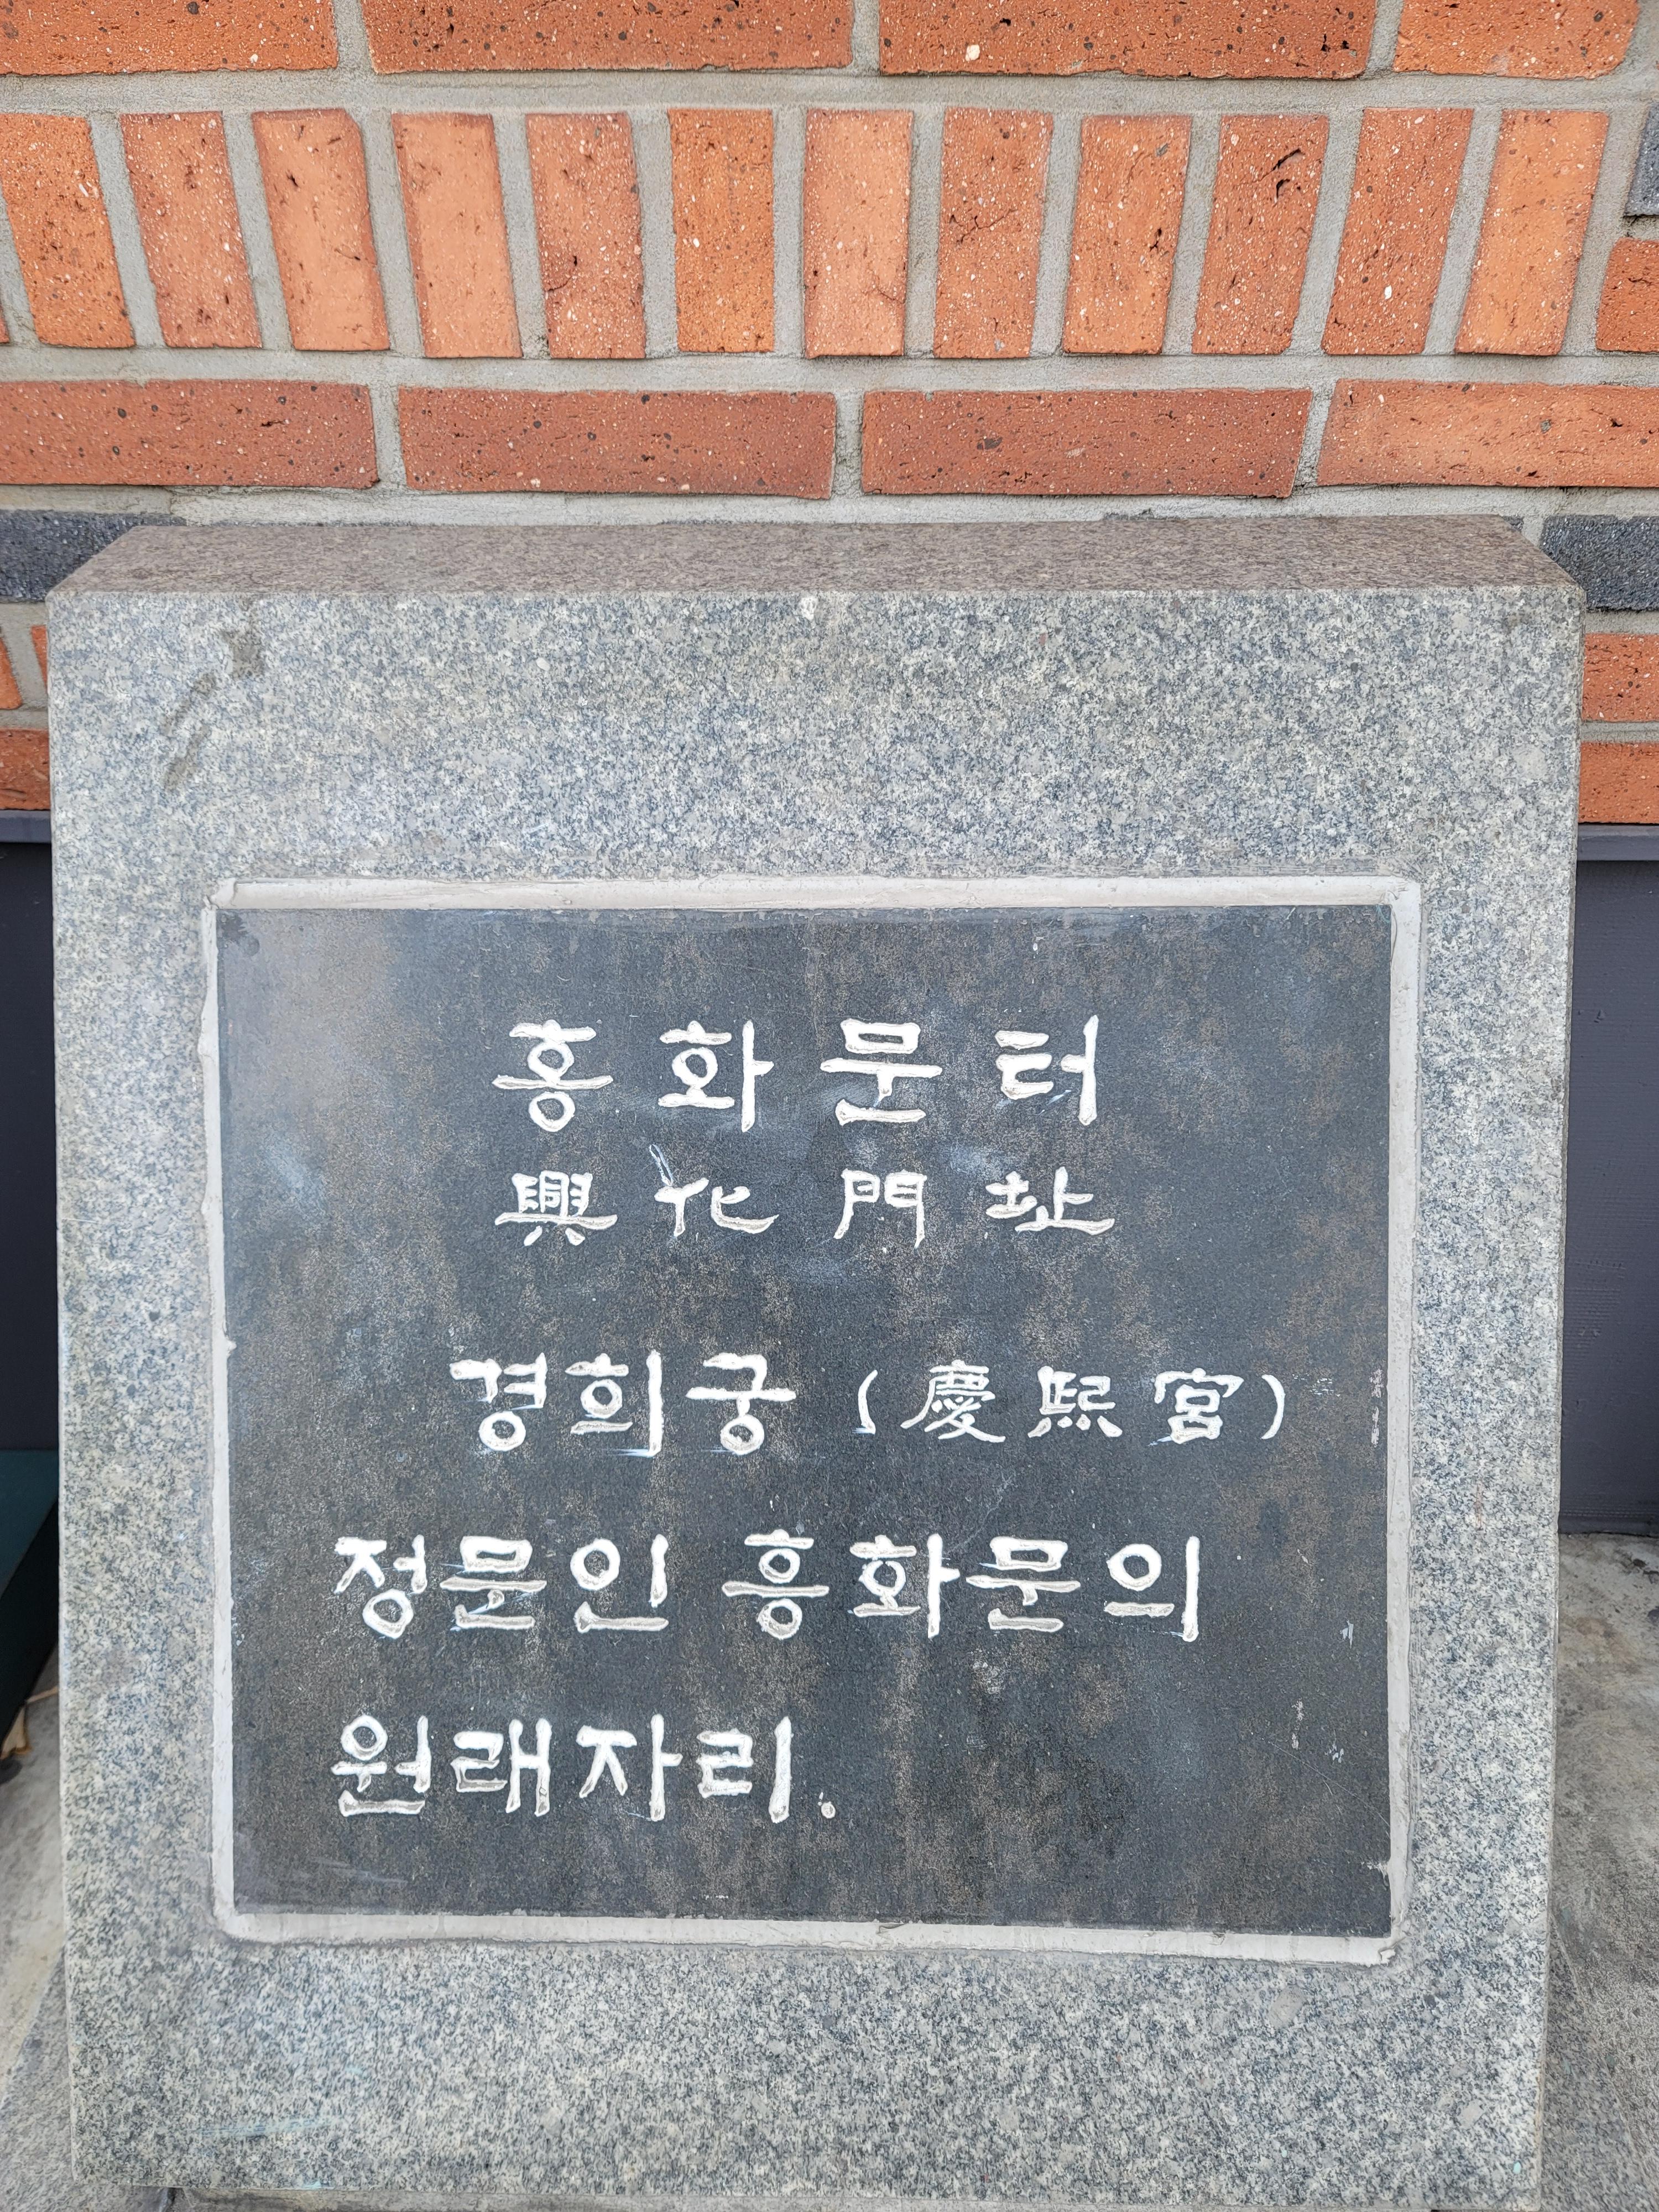 홍화문터
興化門址
경희궁 (慶熙宮)
정문인 흥화문의
원래자리.